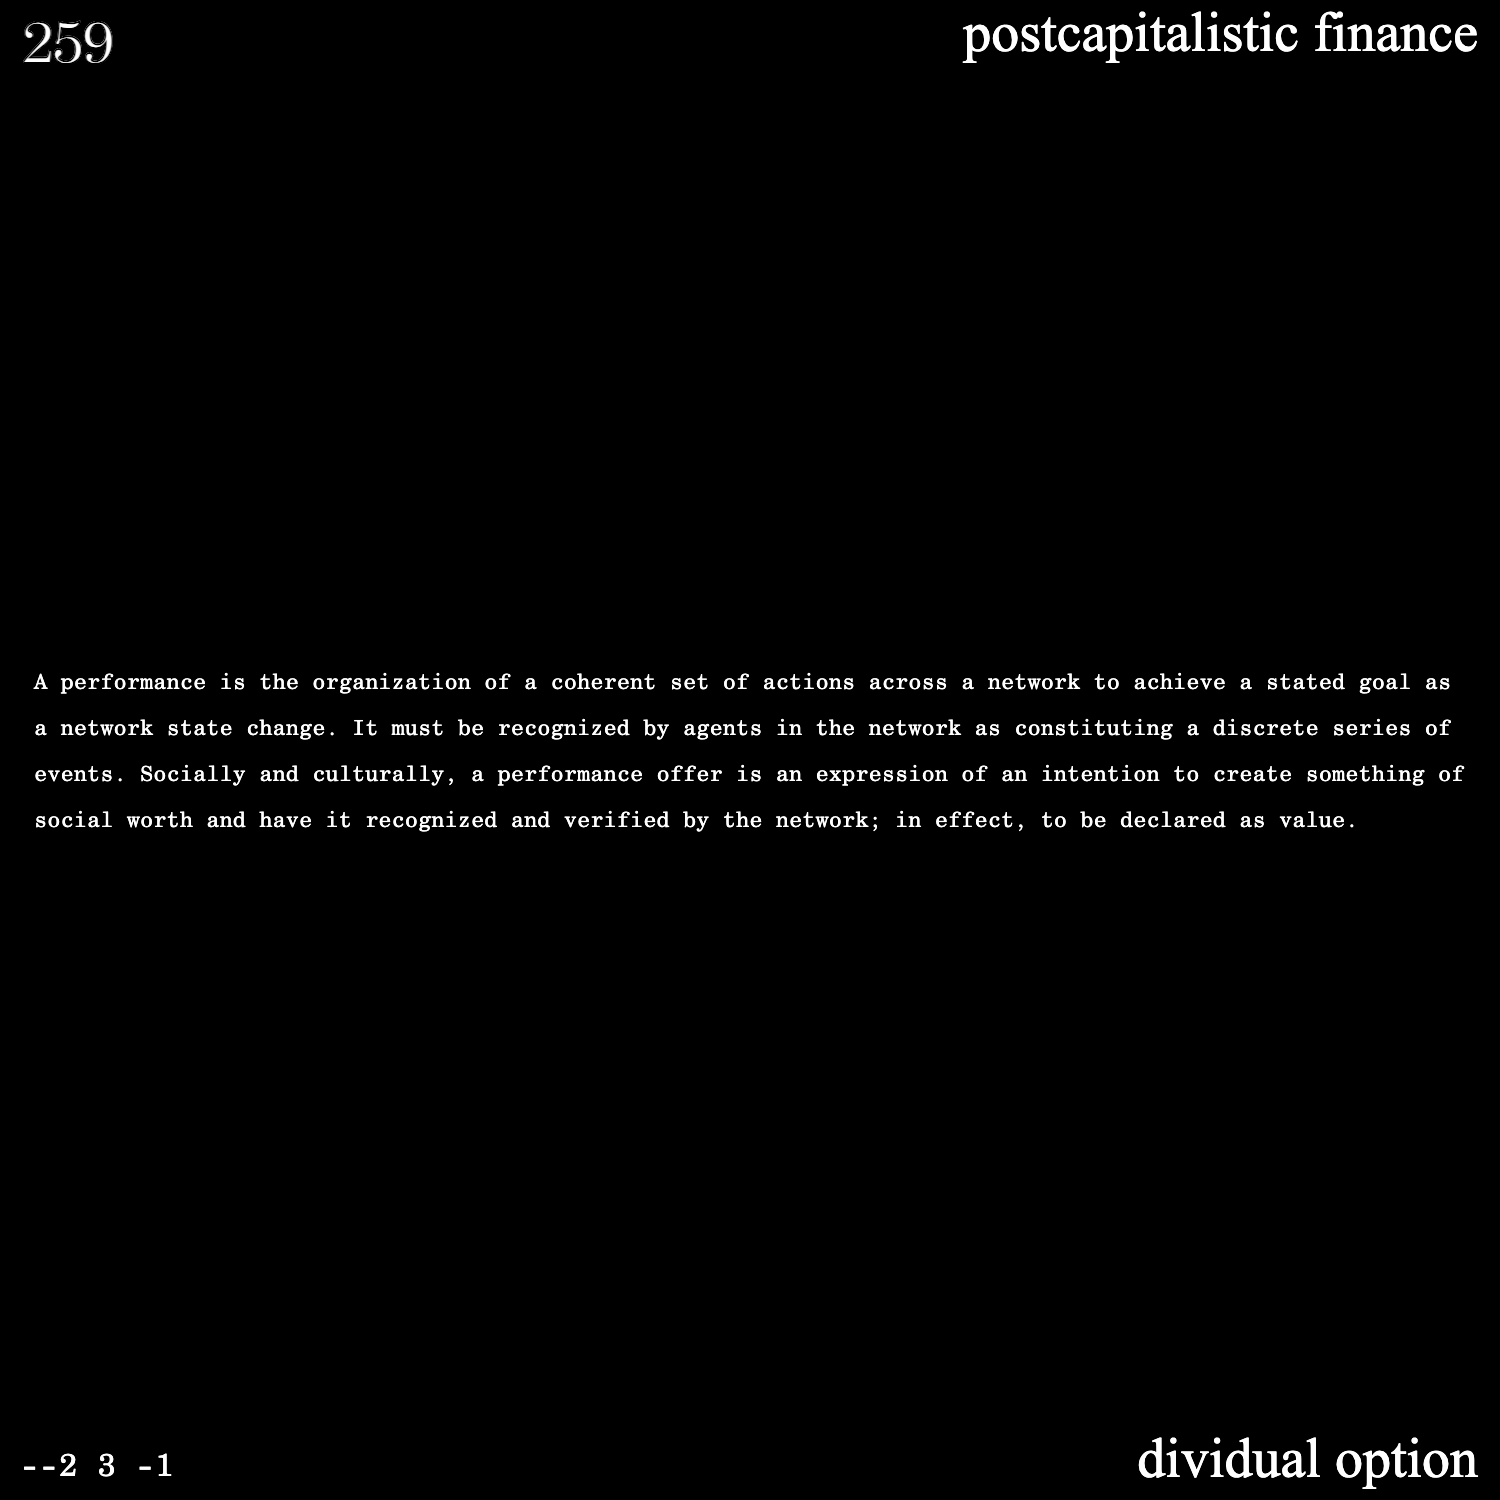 259
postcapitalistic finance
A performance is the organization of a coherent set of actions across a network to achieve a stated goal as
a network state change. It must be recognized by agents in the network as constituting a discrete series of
events. Socially and culturally, a performance offer is an expression of an intention to create something of
social worth and have it recognized and verified by the network; in effect, to be declared as value.
--2 3 -1
dividual option